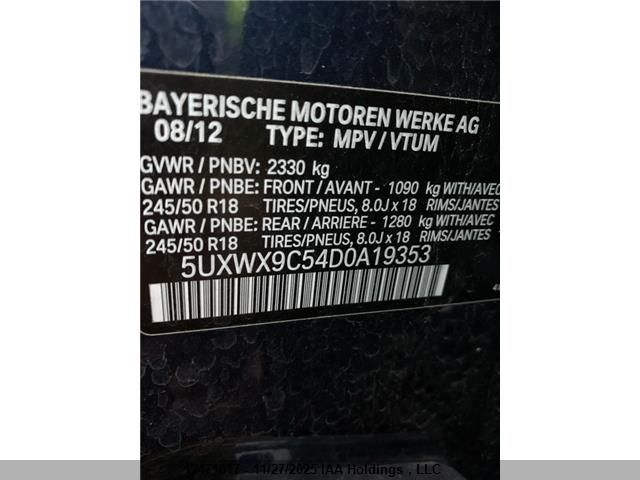 BAYERISCHE MOTOREN WERKE AG
08/12 TYPE: MPV / VTUM
GVWR / PNBV: 2330 kg
GAWR / PNBE: FRONT / AVANT - 1090 kg WITH/AVEC
245/50 R18 TIRES/PNEUS, 8.0J x 18 RIMS/JANTES
GAWR / PNBE: REAR / ARRIERE - 1280 kg WITH/AVEC
245/50 R18 TIRES/PNEUS, 8.0J x 18 RIMS/JANTES
5UXWX9C54D0A19353
11/27/2025 IAA Holdings , LLC